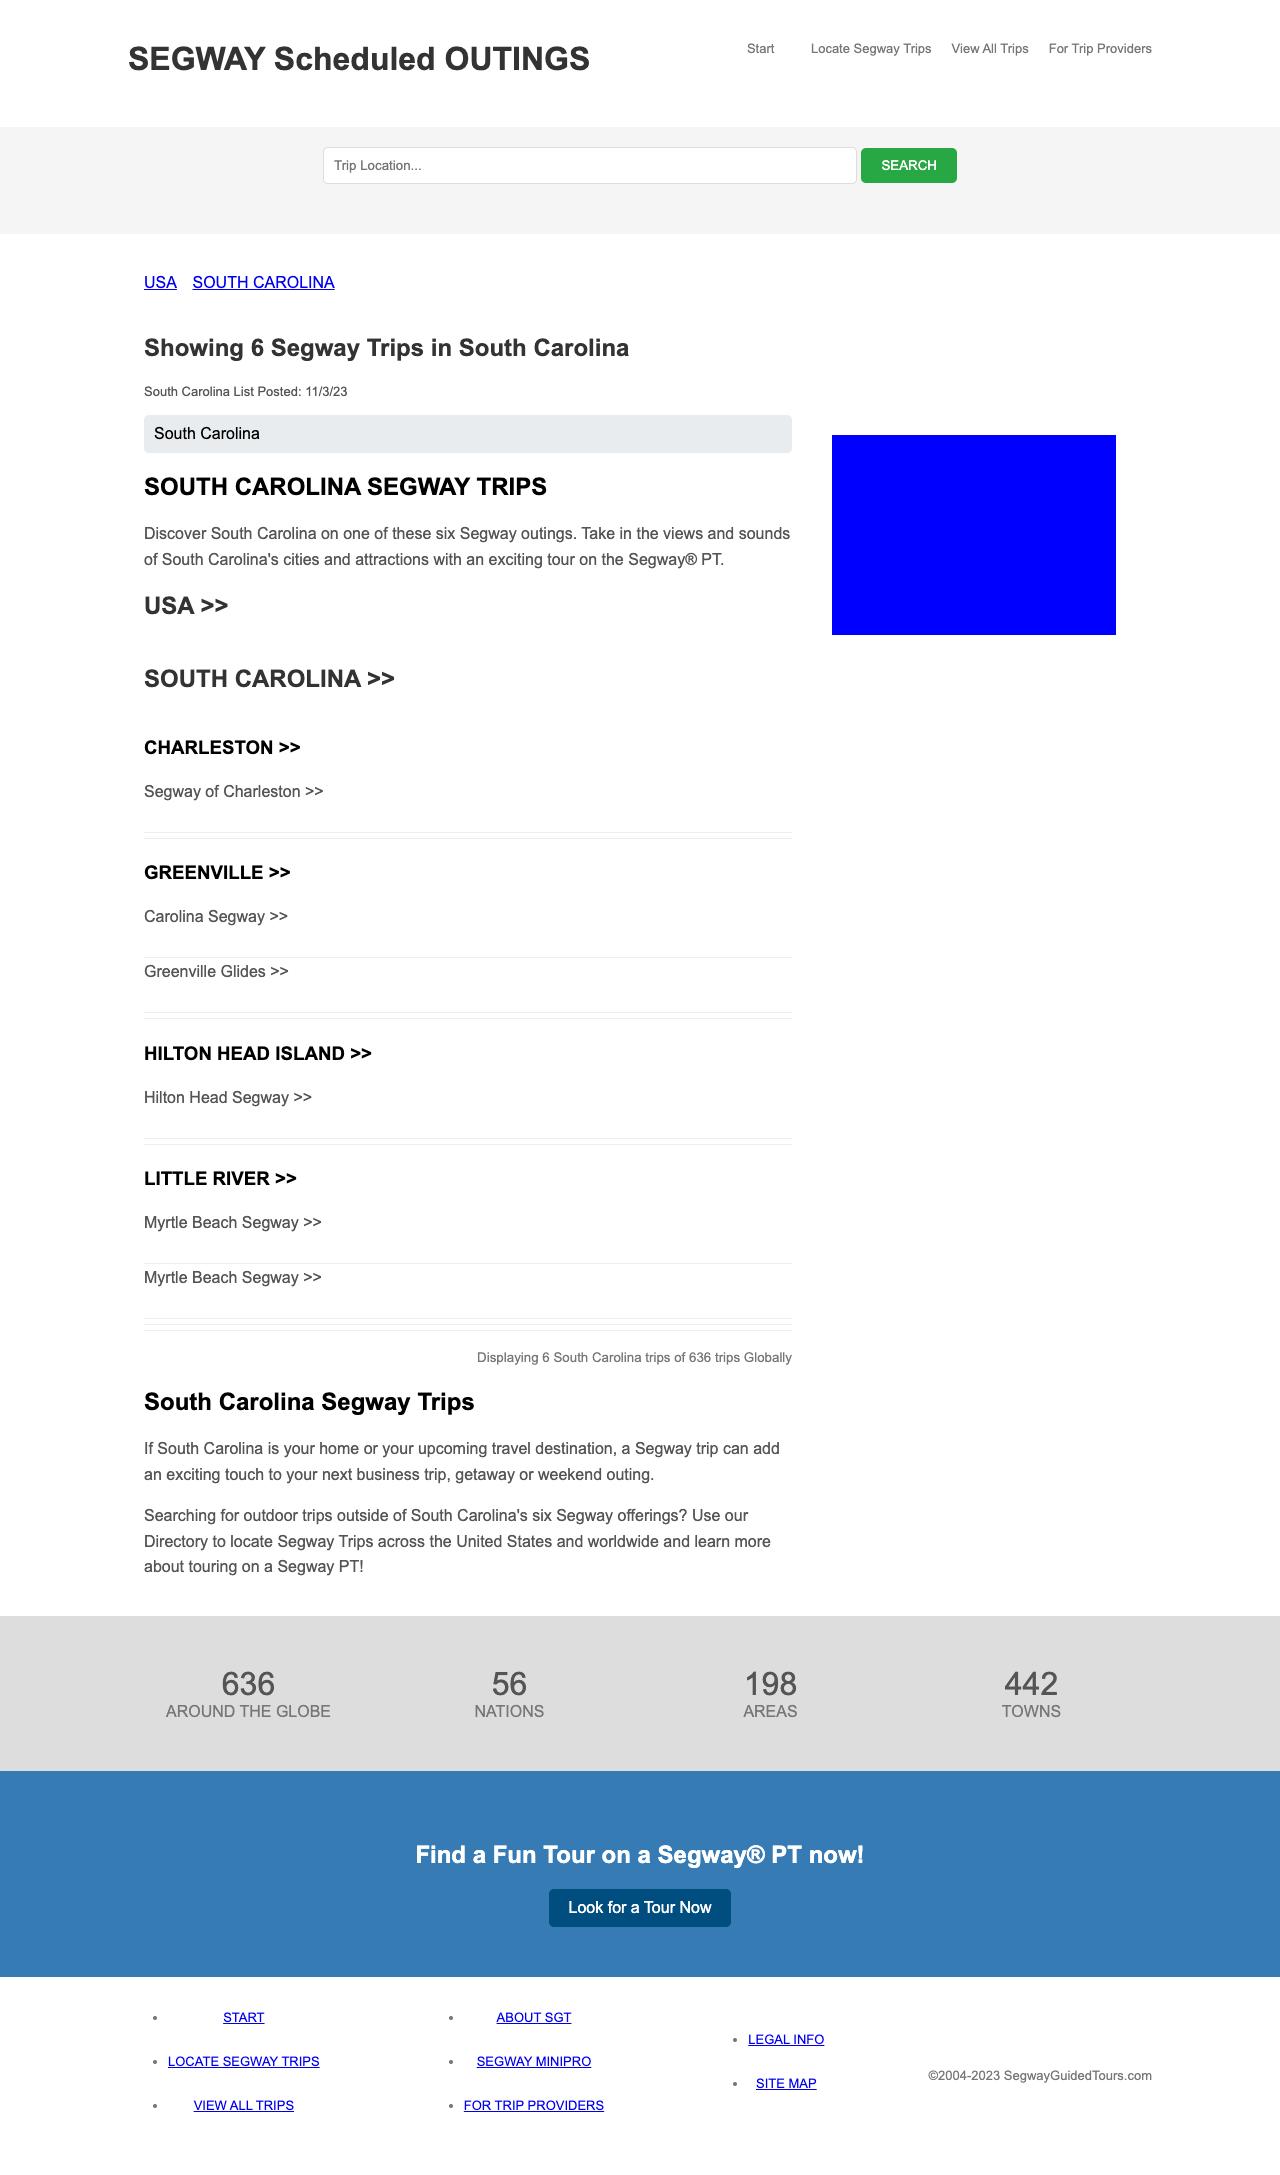 SEGWAY Scheduled OUTINGS
Start Locate Segway Trips View All Trips For Trip Providers
Trip Location... SEARCH
USA SOUTH CAROLINA
Showing 6 Segway Trips in South Carolina
South Carolina List Posted: 11/3/23
South Carolina
SOUTH CAROLINA SEGWAY TRIPS
Discover South Carolina on one of these six Segway outings. Take in the views and sounds
of South Carolina's cities and attractions with an exciting tour on the Segway® PT.
USA >>
SOUTH CAROLINA >>
CHARLESTON >>
Segway of Charleston >>
GREENVILLE >>
Carolina Segway >>
Greenville Glides >>
HILTON HEAD ISLAND >>
Hilton Head Segway >>
LITTLE RIVER >>
Myrtle Beach Segway >>
Myrtle Beach Segway >>
Displaying 6 South Carolina trips of 636 trips Globally
South Carolina Segway Trips
If South Carolina is your home or your upcoming travel destination, a Segway trip can add
an exciting touch to your next business trip, getaway or weekend outing.
Searching for outdoor trips outside of South Carolina's six Segway offerings? Use our
Directory to locate Segway Trips across the United States and worldwide and learn more
about touring on a Segway PT!
636 56 198 442
AROUND THE GLOBE NATIONS AREAS TOWNS
Find a Fun Tour on a Segway® PT now!
Look for a Tour Now
• START
• LOCATE SEGWAY TRIPS
• VIEW ALL TRIPS
• ABOUT SGT
• SEGWAY MINIPRO
• FOR TRIP PROVIDERS
• LEGAL INFO
• SITE MAP
©2004-2023 SegwayGuidedTours.com